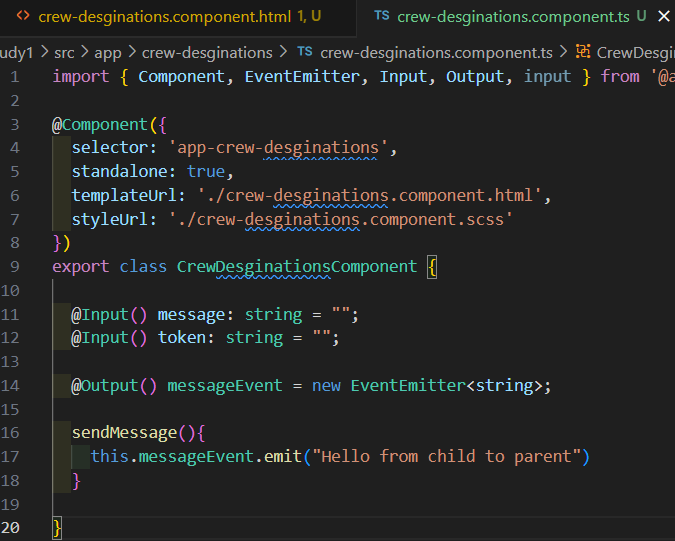 crew-desginations.component.html 1, U
TS crew-desginations.component.ts U
udy1 > src > app > crew-desginations > TS crew-desginations.component.ts > CrewDesgi
1 import { Component, EventEmitter, Input, Output, input } from '@a
2
3 @Component({
4 selector: 'app-crew-desginations',
5 standalone: true,
6 templateUrl: './crew-desginations.component.html',
7 styleUrl: './crew-desginations.component.scss'
8 })
9 export class CrewDesginationsComponent {
10
11 @Input() message: string = "";
12 @Input() token: string = "";
13
14 @Output() messageEvent = new EventEmitter<string>;
15
16 sendMessage(){
17 this.messageEvent.emit("Hello from child to parent")
18 }
19
20 }